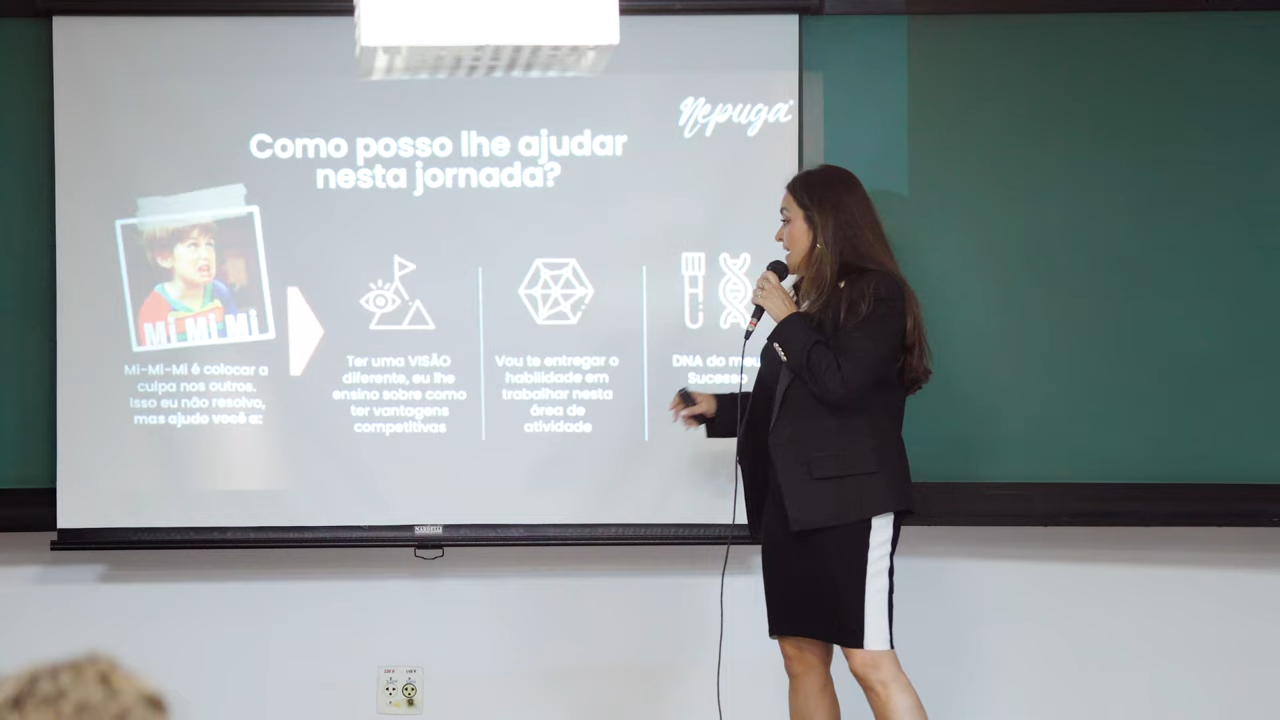 Nepuga
Como posso lhe ajudar
nesta jornada?
Mi Mi Mi
Mi-Mi-Mi é colocar a
culpa nos outros.
Isso eu não resolvo,
mas ajudo você a:
Ter uma VISÃO
diferente, eu lhe
ensino sobre como
ter vantagens
competitivas
Vou te entregar o
habilidade em
trabalhar nesta
área de
atividade
DNA do meu
Sucesso